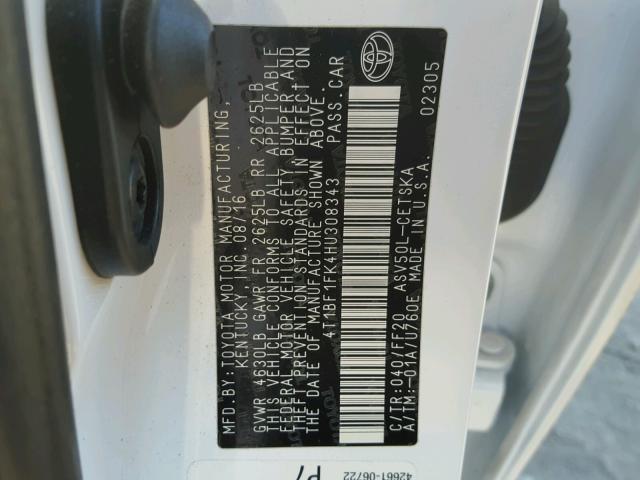 MFD.BY:TOYOTA MOTOR MANUFACTURING,
KENTUCKY, INC. 08/16
GVWR 4630LB GAWR FR 2625LB RR 2625LB
THIS VEHICLE CONFORMS TO ALL APPLICABLE
FEDERAL MOTOR VEHICLE SAFETY BUMPER, AND
THEFT PREVENTION STANDARDS IN EFFECT ON
THE DATE OF MANUFACTURE SHOWN ABOVE.
4T1BF1FK4HU308343 PASS.CAR
C/TR:040/FF20 ASV50L-CETSKA
A/TM:-01A/U760E MADE IN U.S.A. 02305
42661-06722
P7